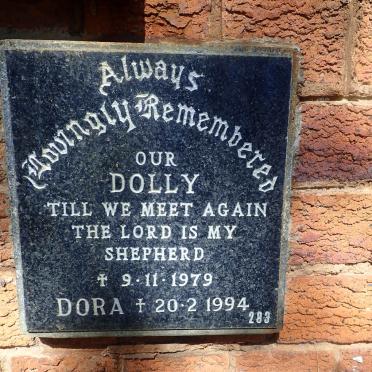 Always
Lovingly Remembered
OUR
DOLLY
TILL WE MEET AGAIN
THE LORD IS MY
SHEPHERD
✝ 9·11·1979
DORA ✝ 20·2 1994
283